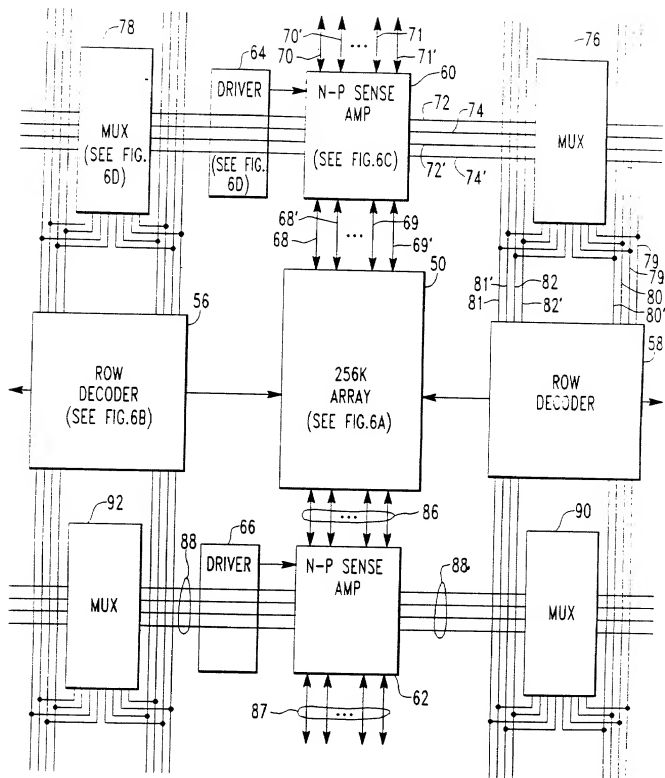 78
64
70'
70
...
71
71'
60
76
DRIVER
N-P SENSE
AMP
(SEE FIG.6C)
72
74
72'
74'
MUX
(SEE FIG.
6D)
(SEE FIG.
6D)
MUX
68'
68
...
69
69'
50
79
79
80
80'
81'
81
82
82'
56
58
ROW
DECODER
(SEE FIG.6B)
256K
ARRAY
(SEE FIG.6A)
ROW
DECODER
92
88
66
...
86
90
DRIVER
N-P SENSE
AMP
88
MUX
MUX
62
87
...